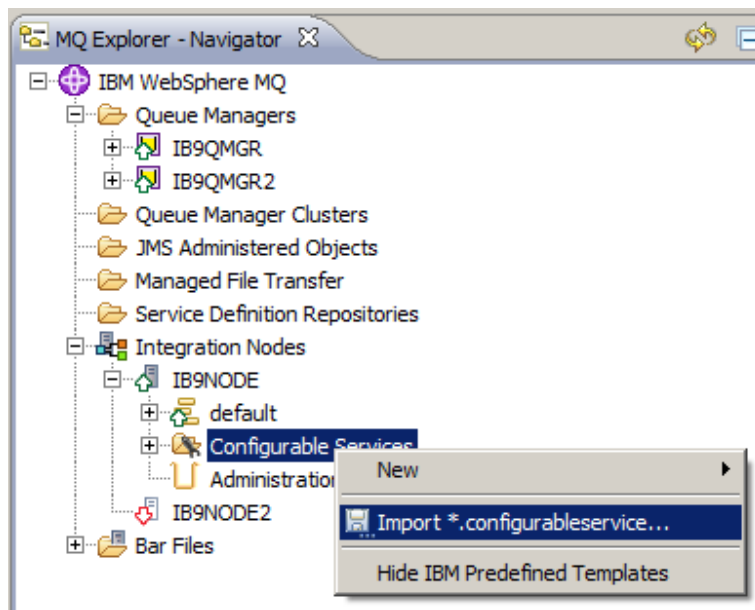 MQ Explorer - Navigator
IBM WebSphere MQ
Queue Managers
IB9QMGR
IB9QMGR2
Queue Manager Clusters
JMS Administered Objects
Managed File Transfer
Service Definition Repositories
Integration Nodes
IB9NODE
default
Configurable Services
Administration
IB9NODE2
Bar Files
New
Import *.configurableservice...
Hide IBM Predefined Templates